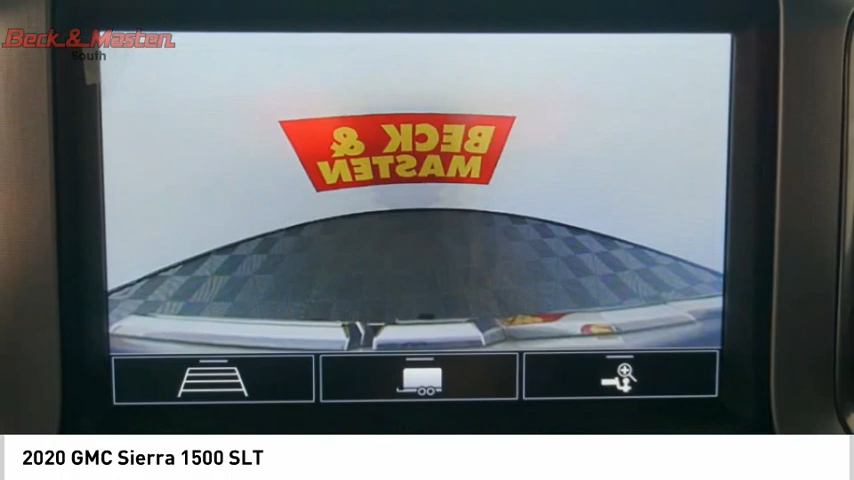 Beck & Masten
South
BECK &
MASTEN
2020 GMC Sierra 1500 SLT